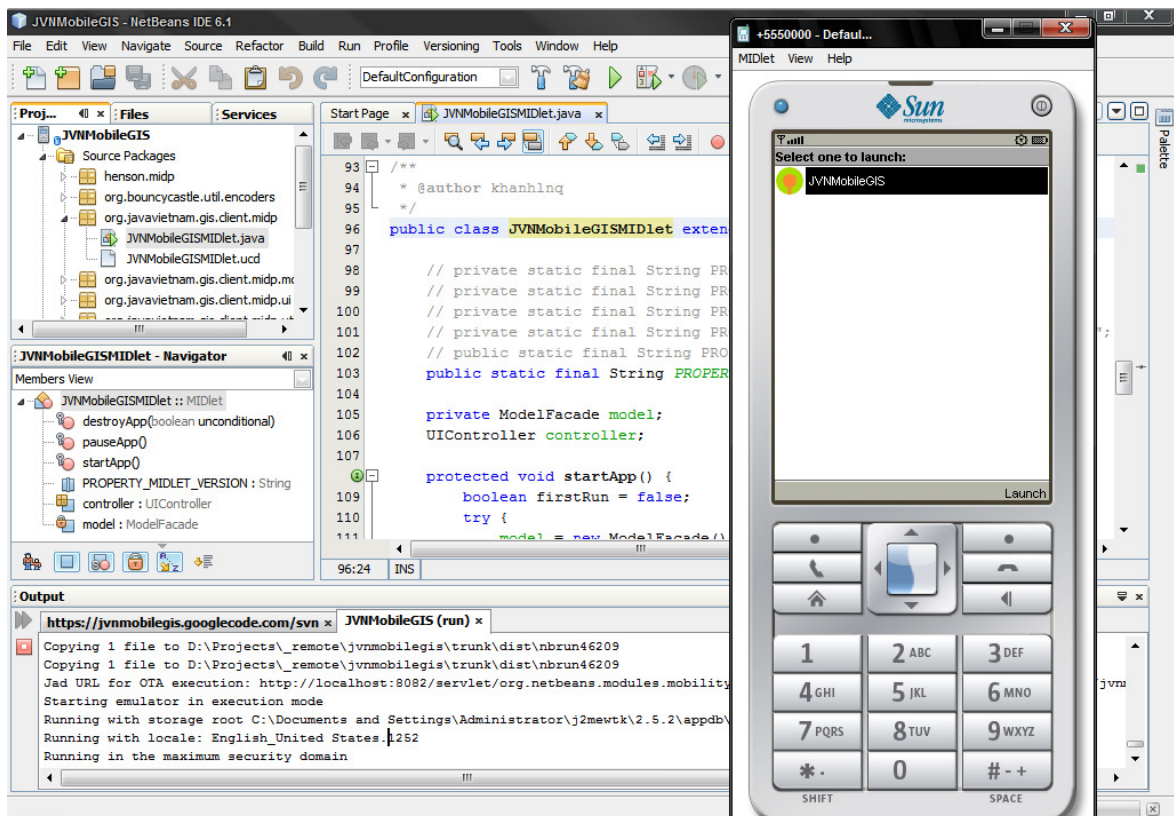 JVNMobileGIS - NetBeans IDE 6.1
File Edit View Navigate Source Refactor Build Run Profile Versioning Tools Window Help
DefaultConfiguration
Proj... Files Services
JVNMobileGIS
Source Packages
henson.midp
org.bouncycastle.util.encoders
org.javavietnam.gis.client.midp
JVNMobileGISMIDlet.java
JVNMobileGISMIDlet.ucd
org.javavietnam.gis.client.midp.mo
org.javavietnam.gis.client.midp.ui
JVNMobileGISMIDlet - Navigator
Members View
JVNMobileGISMIDlet :: MIDlet
destroyApp(boolean unconditional)
pauseApp()
startApp()
PROPERTY_MIDLET_VERSION : String
controller : UIController
model : ModelFacade
Start Page JVNMobileGISMIDlet.java
93 /**
94 * @author khanhlnq
95 */
96 public class JVNMobileGISMIDlet exten
97
98 // private static final String PR
99 // private static final String PR
100 // private static final String PR
101 // private static final String PR
102 // public static final String PRO
103 public static final String PROPER
104
105 private ModelFacade model;
106 UIController controller;
107
protected void startApp() {
109 boolean firstRun = false;
110 try {
111 model = new ModelFacade()
";
96:24 INS
Palette
Output
https://jvnmobilegis.googlecode.com/svn JVNMobileGIS (run)
Copying 1 file to D:\Projects\_remote\jvnmobilegis\trunk\dist\nbrun46209
Copying 1 file to D:\Projects\_remote\jvnmobilegis\trunk\dist\nbrun46209
Jad URL for OTA execution: http://localhost:8082/servlet/org.netbeans.modules.mobility
Starting emulator in execution mode
Running with storage root C:\Documents and Settings\Administrator\j2mewtk\2.5.2\appdb\
Running with locale: English_United States.1252
Running in the maximum security domain
+5550000 - Defaul...
MIDlet View Help
Sun
microsystems
Select one to launch:
JVNMobileGIS
Launch
1 2 ABC 3 DEF
4 GHI 5 JKL 6 MNO
7 PQRS 8 TUV 9 WXYZ
* . 0 # - +
SHIFT SPACE